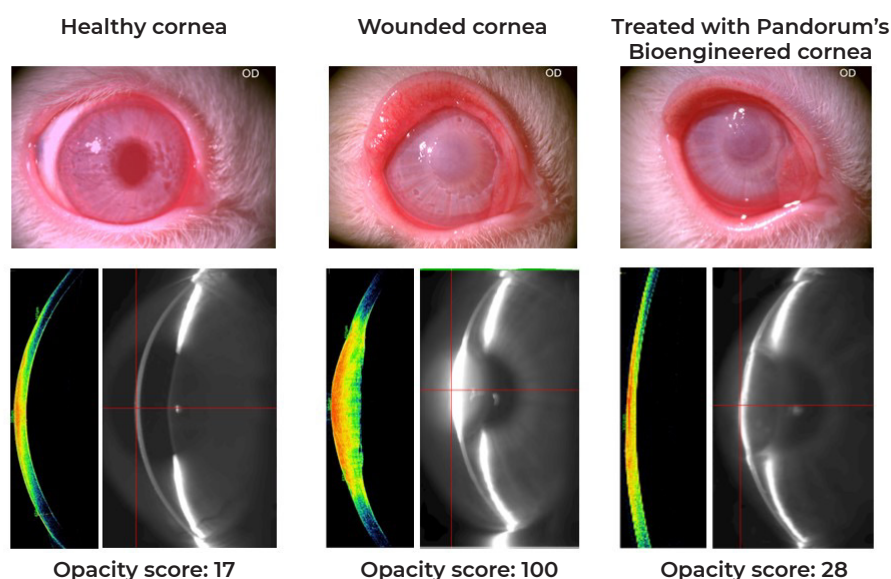 Healthy cornea
Wounded cornea
Treated with Pandorum's
Bioengineered cornea
OD
OD
OD
Opacity score: 17
Opacity score: 100
Opacity score: 28